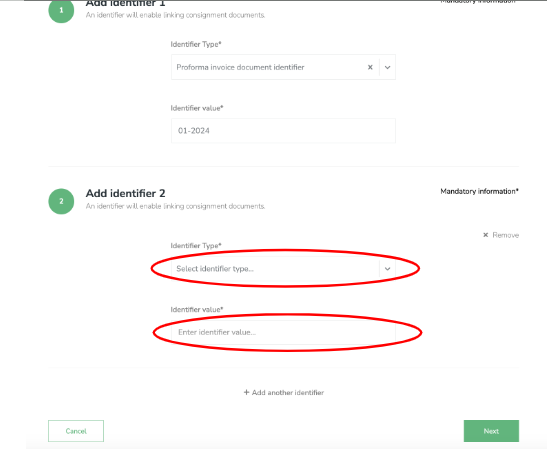 Add identifier 1
Mandatory information*
1
An identifier will enable linking consignment documents.
Identifier Type*
Proforma invoice document identifier
Identifier value*
01-2024
Add identifier 2
Mandatory information*
2
An identifier will enable linking consignment documents.
Remove
Identifier Type*
Select identifier type...
Identifier value*
Enter identifier value...
+ Add another identifier
Cancel
Next